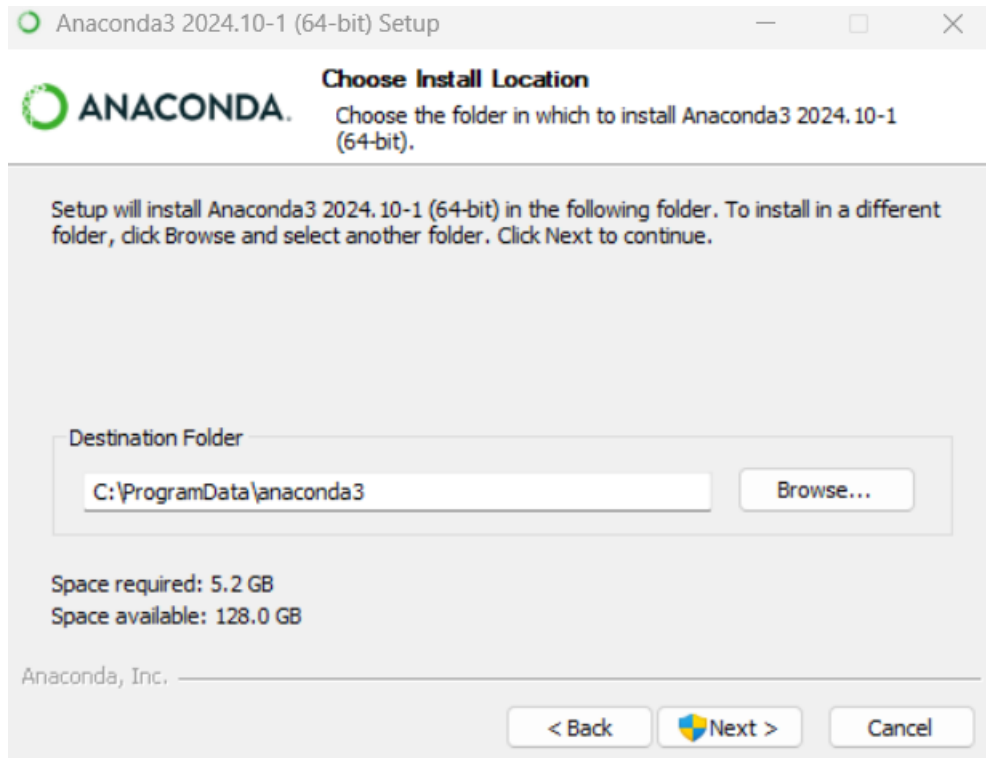 Anaconda3 2024.10-1 (64-bit) Setup
ANACONDA.
Choose Install Location
Choose the folder in which to install Anaconda3 2024.10-1
(64-bit).
Setup will install Anaconda3 2024.10-1 (64-bit) in the following folder. To install in a different
folder, click Browse and select another folder. Click Next to continue.
Destination Folder
C:\ProgramData\anaconda3
Browse...
Space required: 5.2 GB
Space available: 128.0 GB
Anaconda, Inc.
< Back
Next >
Cancel